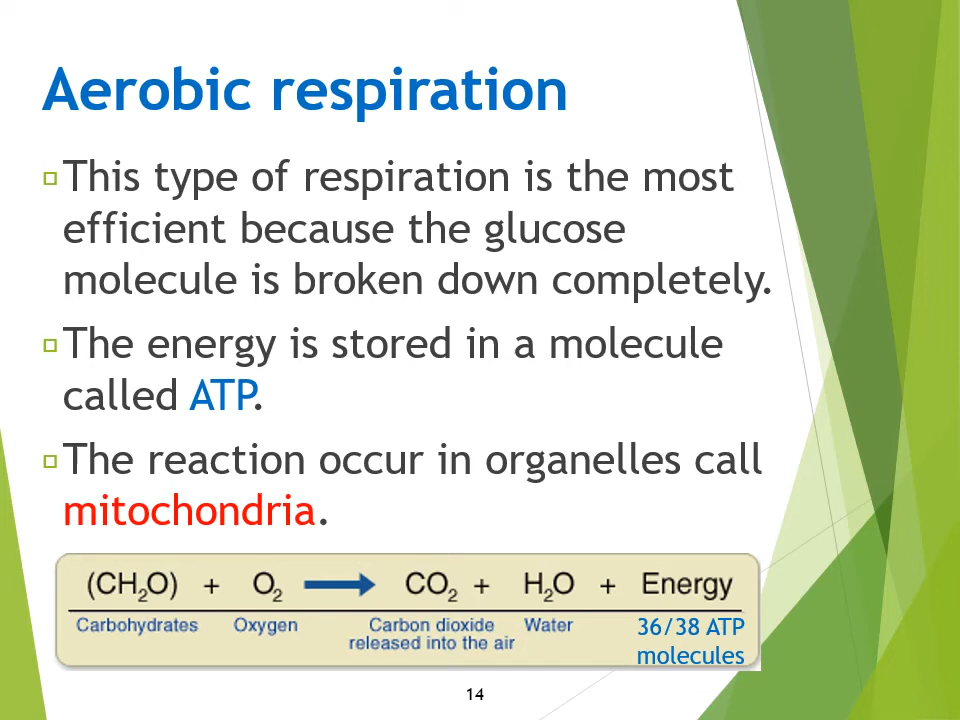 Aerobic respiration
This type of respiration is the most
efficient because the glucose
molecule is broken down completely.
The energy is stored in a molecule
called ATP.
The reaction occur in organelles call
mitochondria.
(CH₂O) + O₂ → CO₂ + H₂O + Energy
Carbohydrates Oxygen Carbon dioxide Water 36/38 ATP
released into the air molecules
14